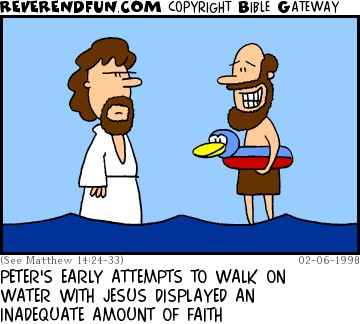 REVERENDFUN.COM COPYRIGHT BIBLE GATEWAY
(See Matthew 14:24-33) 02-06-1998
PETER'S EARLY ATTEMPTS TO WALK ON
WATER WITH JESUS DISPLAYED AN
INADEQUATE AMOUNT OF FAITH